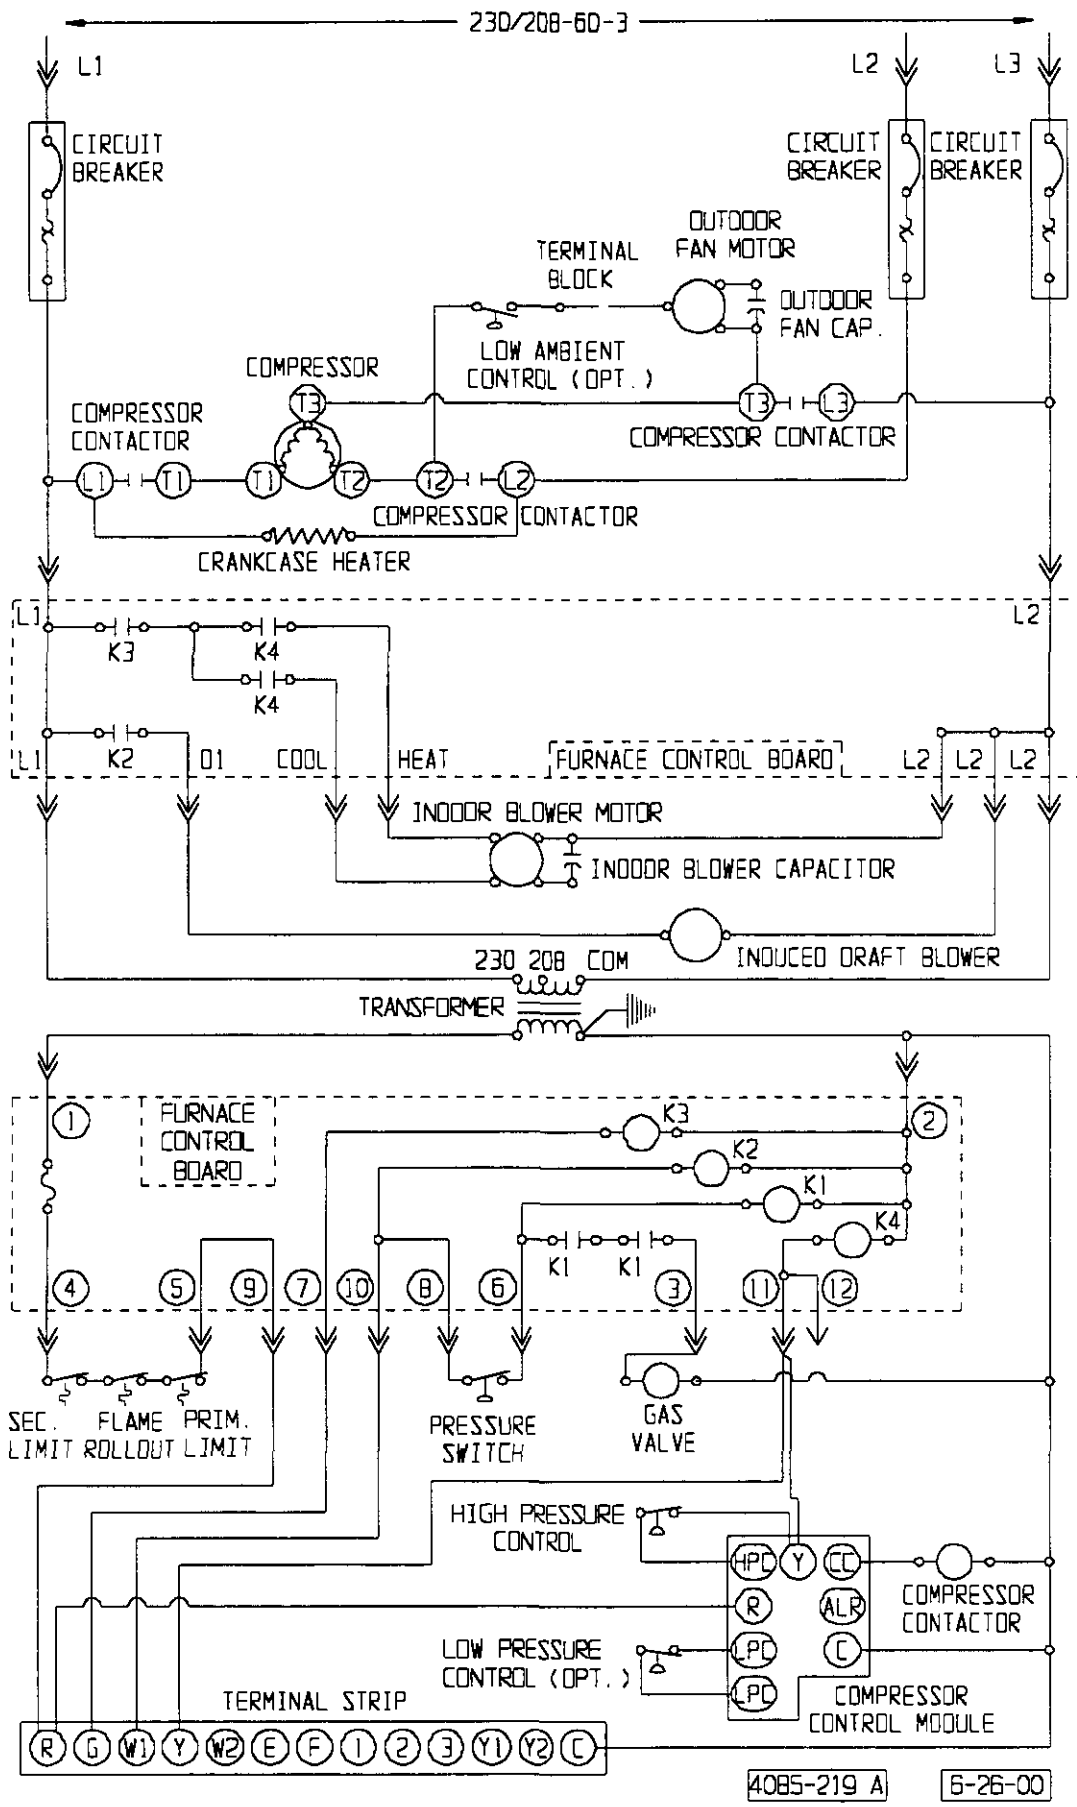 230/208-60-3
L1
L2
L3
CIRCUIT
BREAKER
CIRCUIT
BREAKER
CIRCUIT
BREAKER
OUTDOOR
FAN MOTOR
TERMINAL
BLOCK
OUTDOOR
FAN CAP.
LOW AMBIENT
CONTROL (OPT.)
COMPRESSOR
T3
T3
L3
COMPRESSOR
CONTACTOR
COMPRESSOR CONTACTOR
L1
T1
T1
T2
T2
L2
COMPRESSOR CONTACTOR
CRANKCASE HEATER
L1
L2
K3
K4
K4
L1
K2
O1
COOL
HEAT
FURNACE CONTROL BOARD
L2
L2
L2
INDOOR BLOWER MOTOR
INDOOR BLOWER CAPACITOR
INDUCED DRAFT BLOWER
230 208 COM
TRANSFORMER
1
FURNACE
CONTROL
BOARD
K3
2
K2
K1
K4
4
5
9
7
10
8
6
K1
K1
3
11
12
SEC.
LIMIT
FLAME
ROLLOUT
PRIM.
LIMIT
PRESSURE
SWITCH
GAS
VALVE
HIGH PRESSURE
CONTROL
HPC
Y
CC
COMPRESSOR
CONTACTOR
R
ALR
LOW PRESSURE
CONTROL (OPT.)
LPC
C
LPC
COMPRESSOR
CONTROL MODULE
TERMINAL STRIP
R G W1 Y W2 E F 1 2 3 Y1 Y2 C
4085-219 A
6-26-00